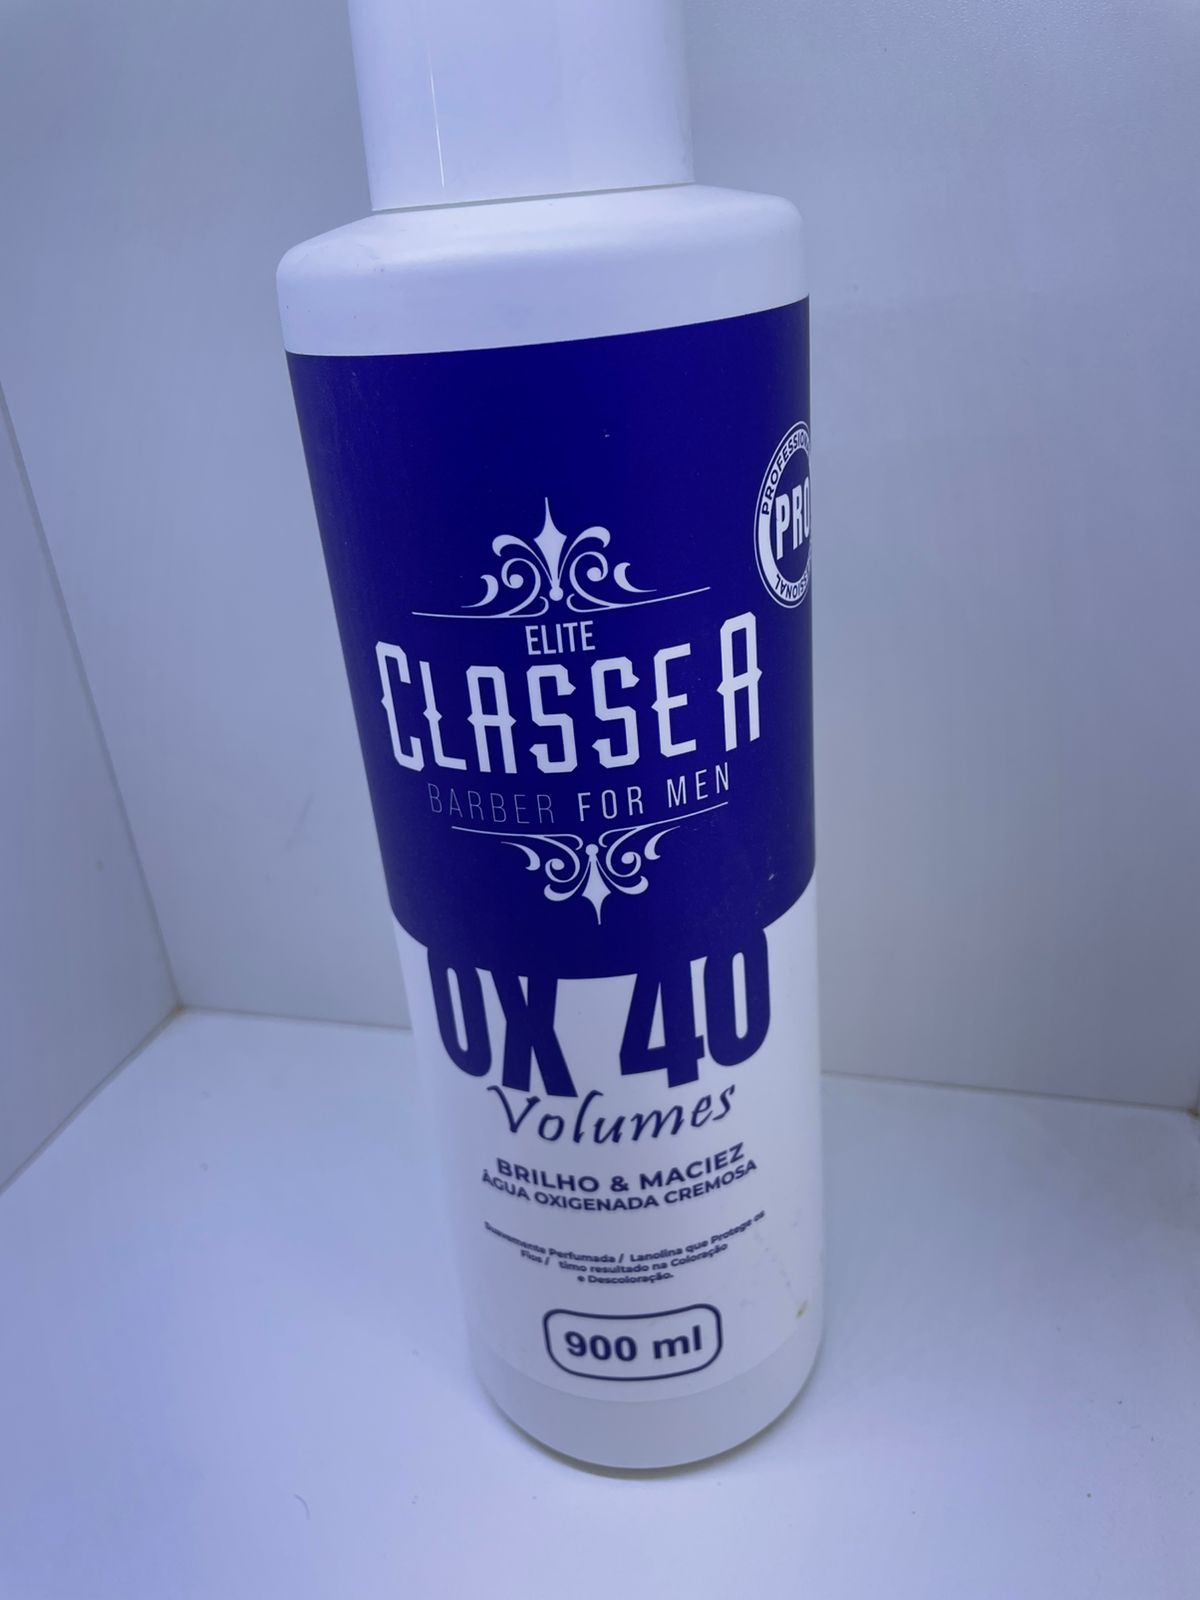 PROFESSIONAL
PRO
ELITE
CLASSE A
BARBER FOR MEN
OX 40
Volumes
BRILHO & MACIEZ
ÁGUA OXIGENADA CREMOSA
Suavemente Perfumada / Lanolina que Protege os
Fios / timo resultado na Coloração
e Descoloração.
900 ml